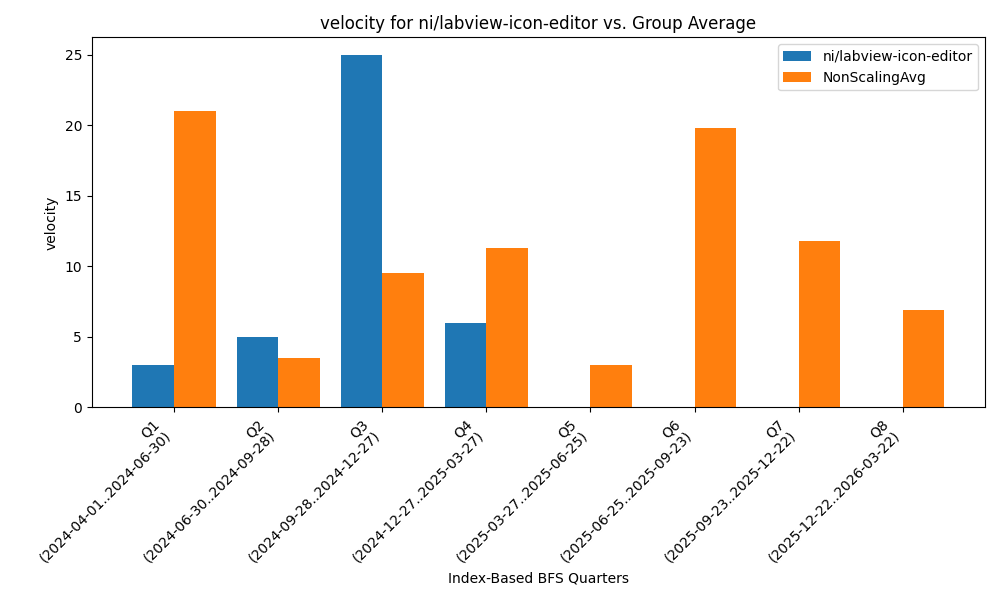 velocity for ni/labview-icon-editor vs. Group Average
ni/labview-icon-editor
NonScalingAvg
velocity
25
20
15
10
5
0
Q1
(2024-04-01..2024-06-30)
Q2
(2024-06-30..2024-09-28)
Q3
(2024-09-28..2024-12-27)
Q4
(2024-12-27..2025-03-27)
Q5
(2025-03-27..2025-06-25)
Q6
(2025-06-25..2025-09-23)
Q7
(2025-09-23..2025-12-22)
Q8
(2025-12-22..2026-03-22)
Index-Based BFS Quarters